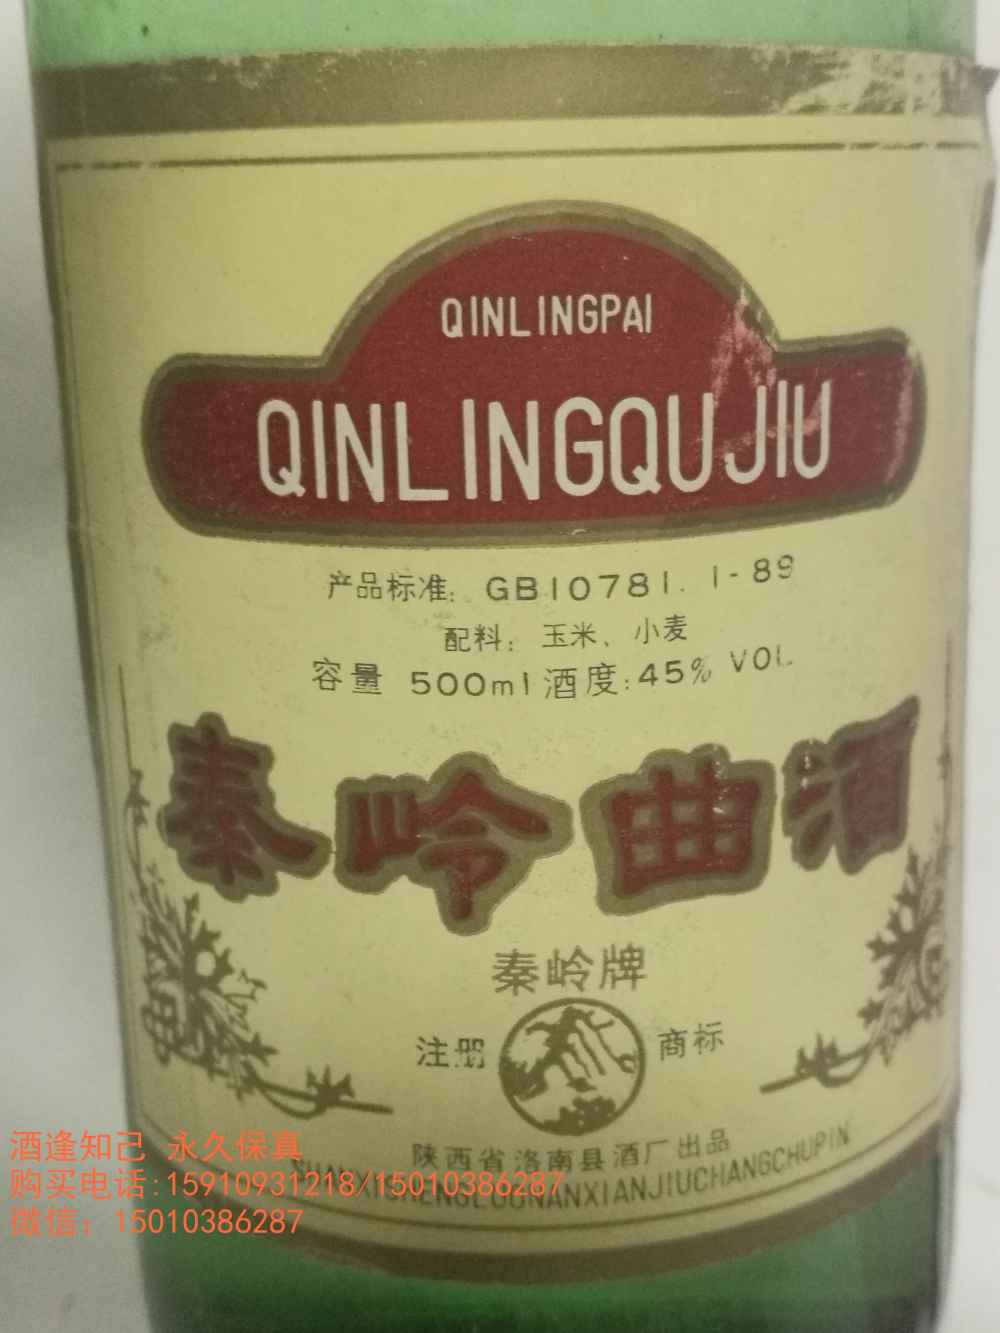 QINLINGPAI
QINLINGQUJIU
产品标准：GB10781.1-89
配料：玉米、小麦
容量 500ml 酒度:45% VOL
秦岭曲酒
秦岭牌
注册 商标
陕西省洛南县酒厂出品
SHANXISHENGLUONANXIANJIUCHANGCHUPIN
酒逢知己 永久保真
购买电话:15910931218/15010386287
微信：15010386287